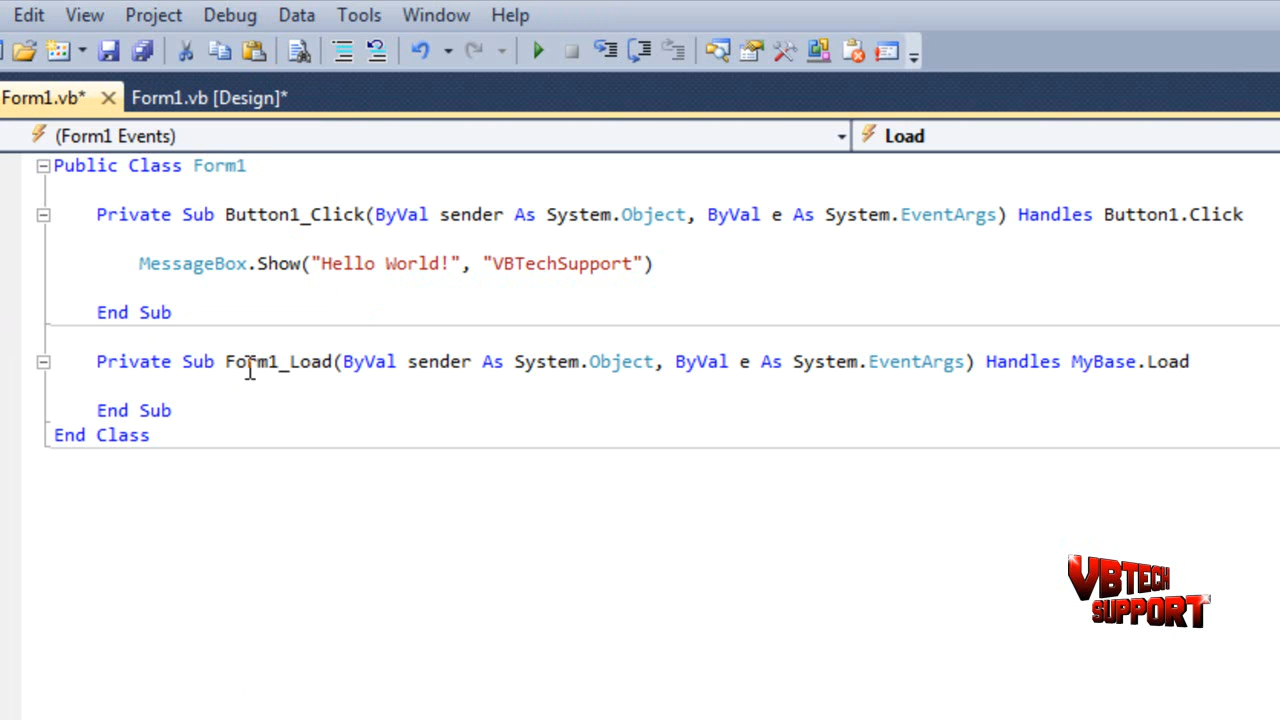 Edit View Project Debug Data Tools Window Help
Form1.vb* Form1.vb [Design]*
(Form1 Events) Load
Public Class Form1
Private Sub Button1_Click(ByVal sender As System.Object, ByVal e As System.EventArgs) Handles Button1.Click
MessageBox.Show("Hello World!", "VBTechSupport")
End Sub
Private Sub Form1_Load(ByVal sender As System.Object, ByVal e As System.EventArgs) Handles MyBase.Load
End Sub
End Class
VBTECH
SUPPORT